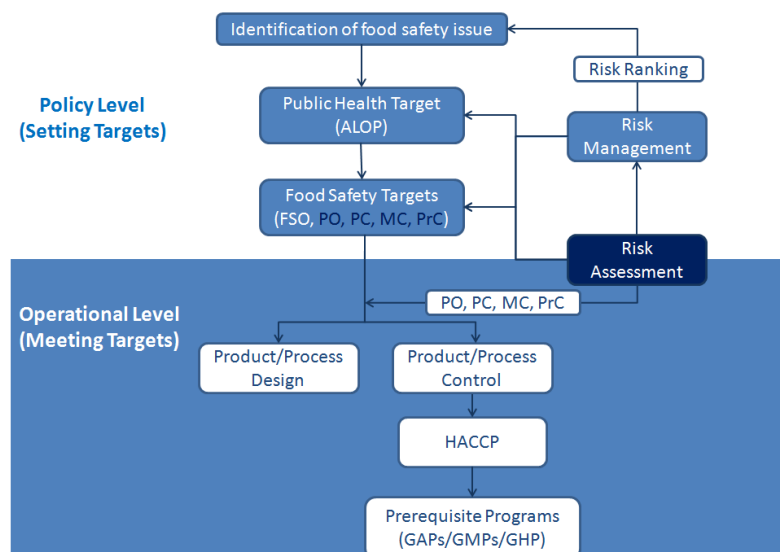 Identification of food safety issue
Risk Ranking
Policy Level
(Setting Targets)
Public Health Target
(ALOP)
Risk
Management
Food Safety Targets
(FSO, PO, PC, MC, PrC)
Risk
Assessment
Operational Level
(Meeting Targets)
PO, PC, MC, PrC
Product/Process
Design
Product/Process
Control
HACCP
Prerequisite Programs
(GAPs/GMPs/GHP)